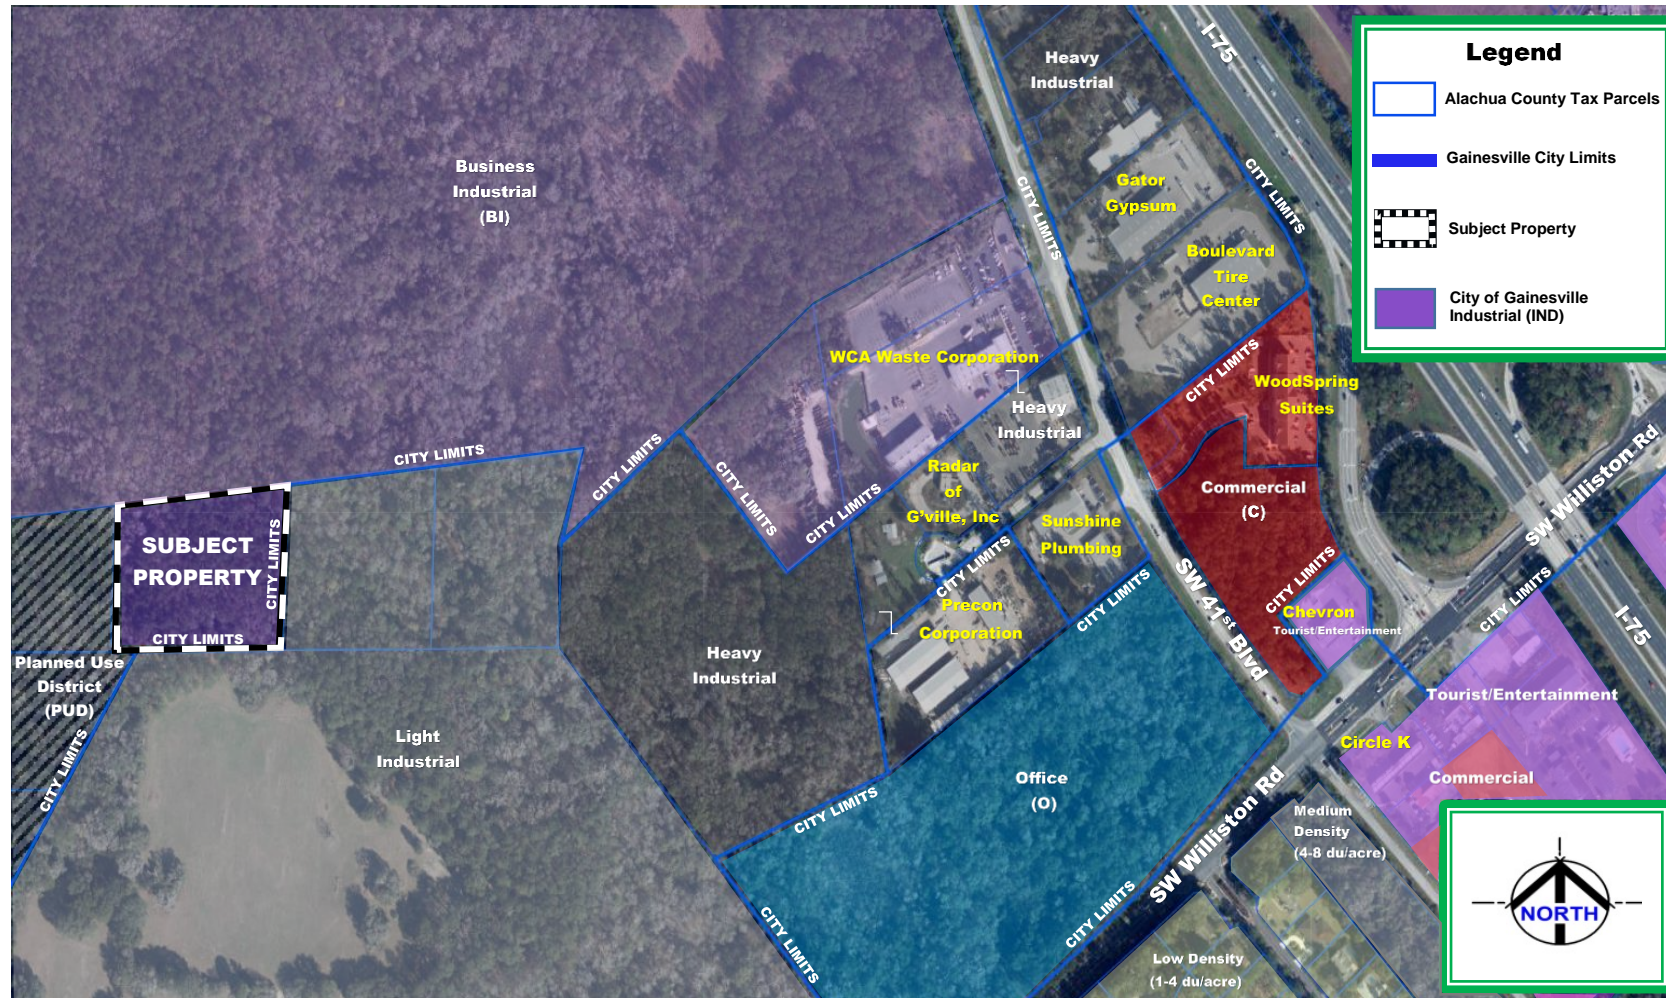 I-75
Heavy
Industrial
Legend
Alachua County Tax Parcels
Gainesville City Limits
Subject Property
City of Gainesville
Industrial (IND)
Business
Industrial
(BI)
CITY LIMITS
CITY LIMITS
Gator
Gypsum
Boulevard
Tire
Center
WCA Waste Corporation
CITY LIMITS
WoodSpring
Suites
Heavy
Industrial
CITY LIMITS
CITY LIMITS
CITY LIMITS
CITY LIMITS
Radar
of
G'ville, Inc
Sunshine
Plumbing
Commercial
(C)
SW Williston Rd
SUBJECT
PROPERTY
CITY LIMITS
CITY LIMITS
CITY LIMITS
Precon
Corporation
CITY LIMITS
SW 41st Blvd
CITY LIMITS
Chevron
Tourist/Entertainment
CITY LIMITS
I-75
Planned Use
District
(PUD)
CITY LIMITS
Light
Industrial
Heavy
Industrial
Tourist/Entertainment
Circle K
Commercial
Office
(O)
CITY LIMITS
SW Williston Rd
Medium
Density
(4-8 du/acre)
CITY LIMITS
CITY LIMITS
Low Density
(1-4 du/acre)
NORTH